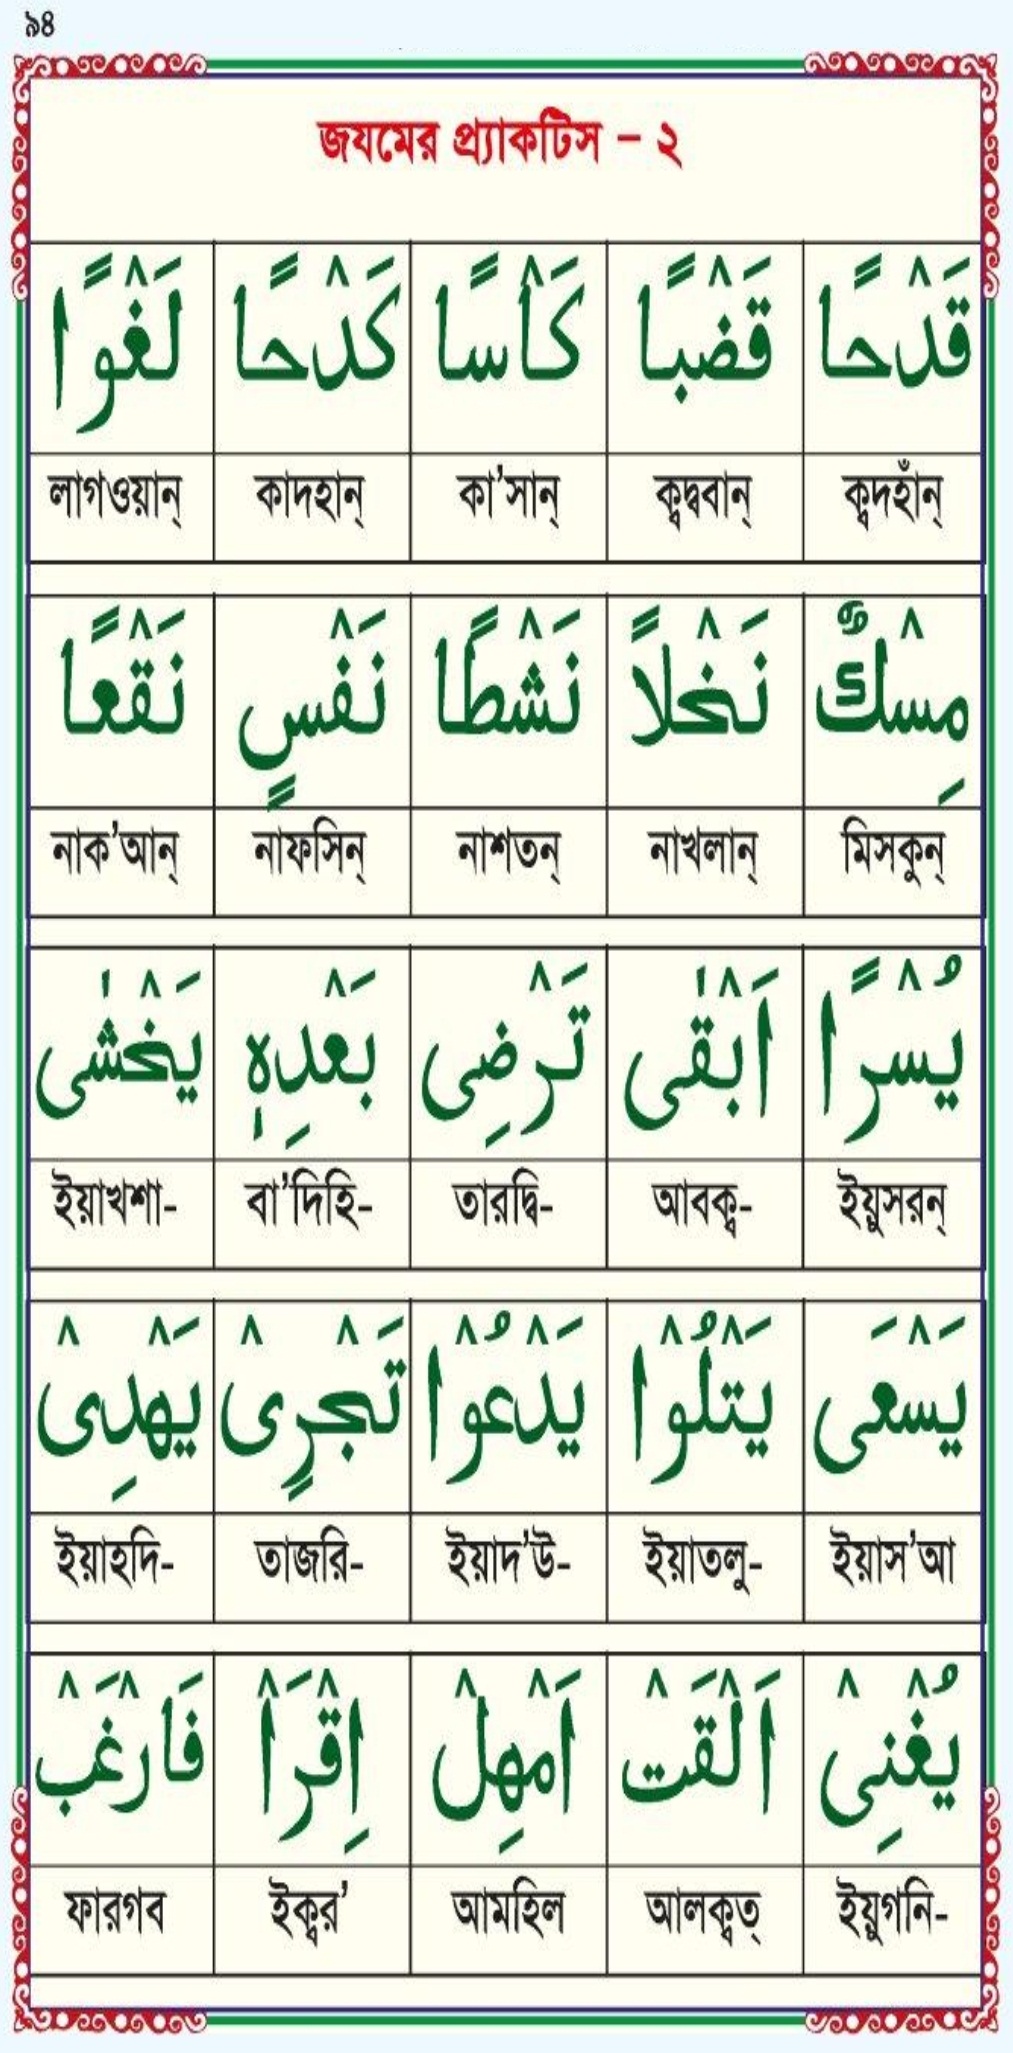 ৯৪
জযমের প্র্যাকটিস – ২
قَدْحًا قَضْبًا كَاْسًا كَدْحًا لَغْوًا
ক্বদহাঁন্ ক্বদ্ববান্ কা’সান্ কাদহান্ লাগওয়ান্
مِسْكٌ نَخْلاً نَشْطًا نَفْسٍ نَقْعًا
মিসকুন্ নাখলান্ নাশতন্ নাফসিন্ নাক’আন্
يُسْرًا اَبْقٰى تَرْضِى بَعْدِهٖ يَخْشٰى
ইয়ুসরন্ আবক্ব- তারদ্বি- বা’দিহি- ইয়াখশা-
يَسْعَى يَتْلُوْا يَدْعُوْا تَجْرٍىْ يَهْدِىْ
ইয়াস’আ ইয়াতলু- ইয়াদ’উ- তাজরি- ইয়াহদি-
يُغْنِىْ اَلْقَتْ اَمْهِلْ اِقْرَاْ فَارْغَبْ
ইয়ুগনি- আলক্বত্ আমহিল ইক্বর’ ফারগব